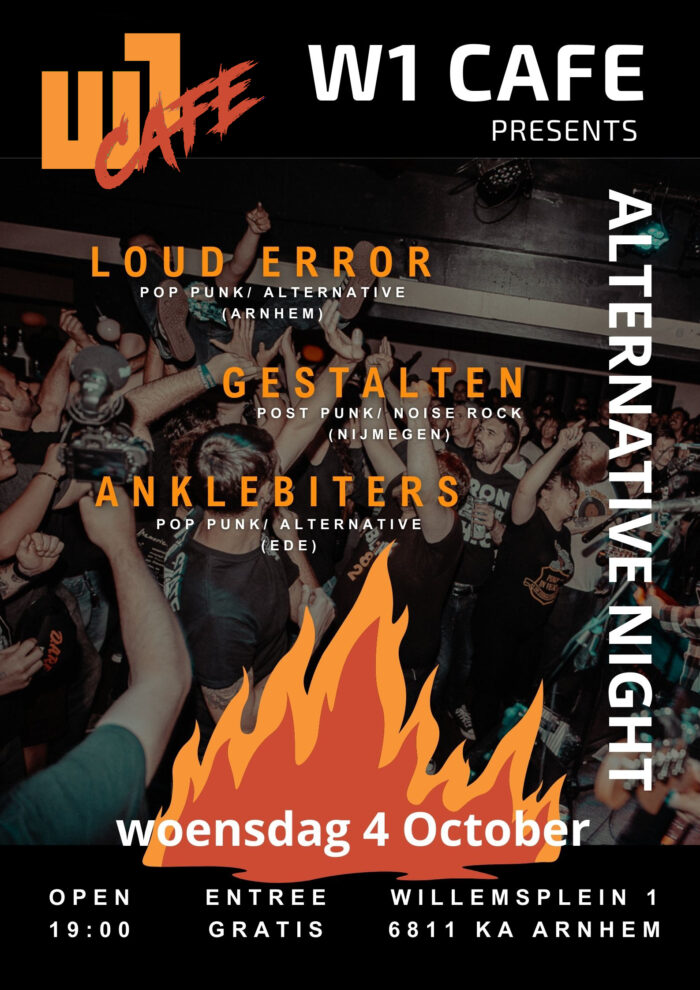 W1
CAFE
W1 CAFE
PRESENTS
ALTERNATIVE NIGHT
LOUD ERROR
POP PUNK/ ALTERNATIVE
(ARNHEM)
GESTALTEN
POST PUNK/ NOISE ROCK
(NIJMEGEN)
ANKLEBITERS
POP PUNK/ ALTERNATIVE
(EDE)
woensdag 4 October
OPEN
19:00
ENTREE
GRATIS
WILLEMSPLEIN 1
6811 KA ARNHEM